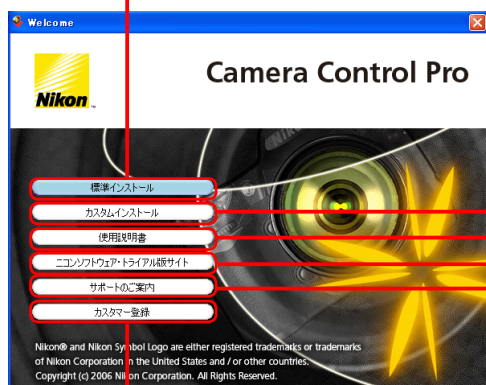 Welcome
Nikon
Camera Control Pro
標準インストール
カスタムインストール
使用説明書
ニコンソフトウェア・トライアル版サイト
サポートのご案内
カスタマー登録
Nikon® and Nikon Symbol Logo are either registered trademarks or trademarks
of Nikon Corporation in the United States and / or other countries.
Copyright (c) 2006 Nikon Corporation. All Rights Reserved.